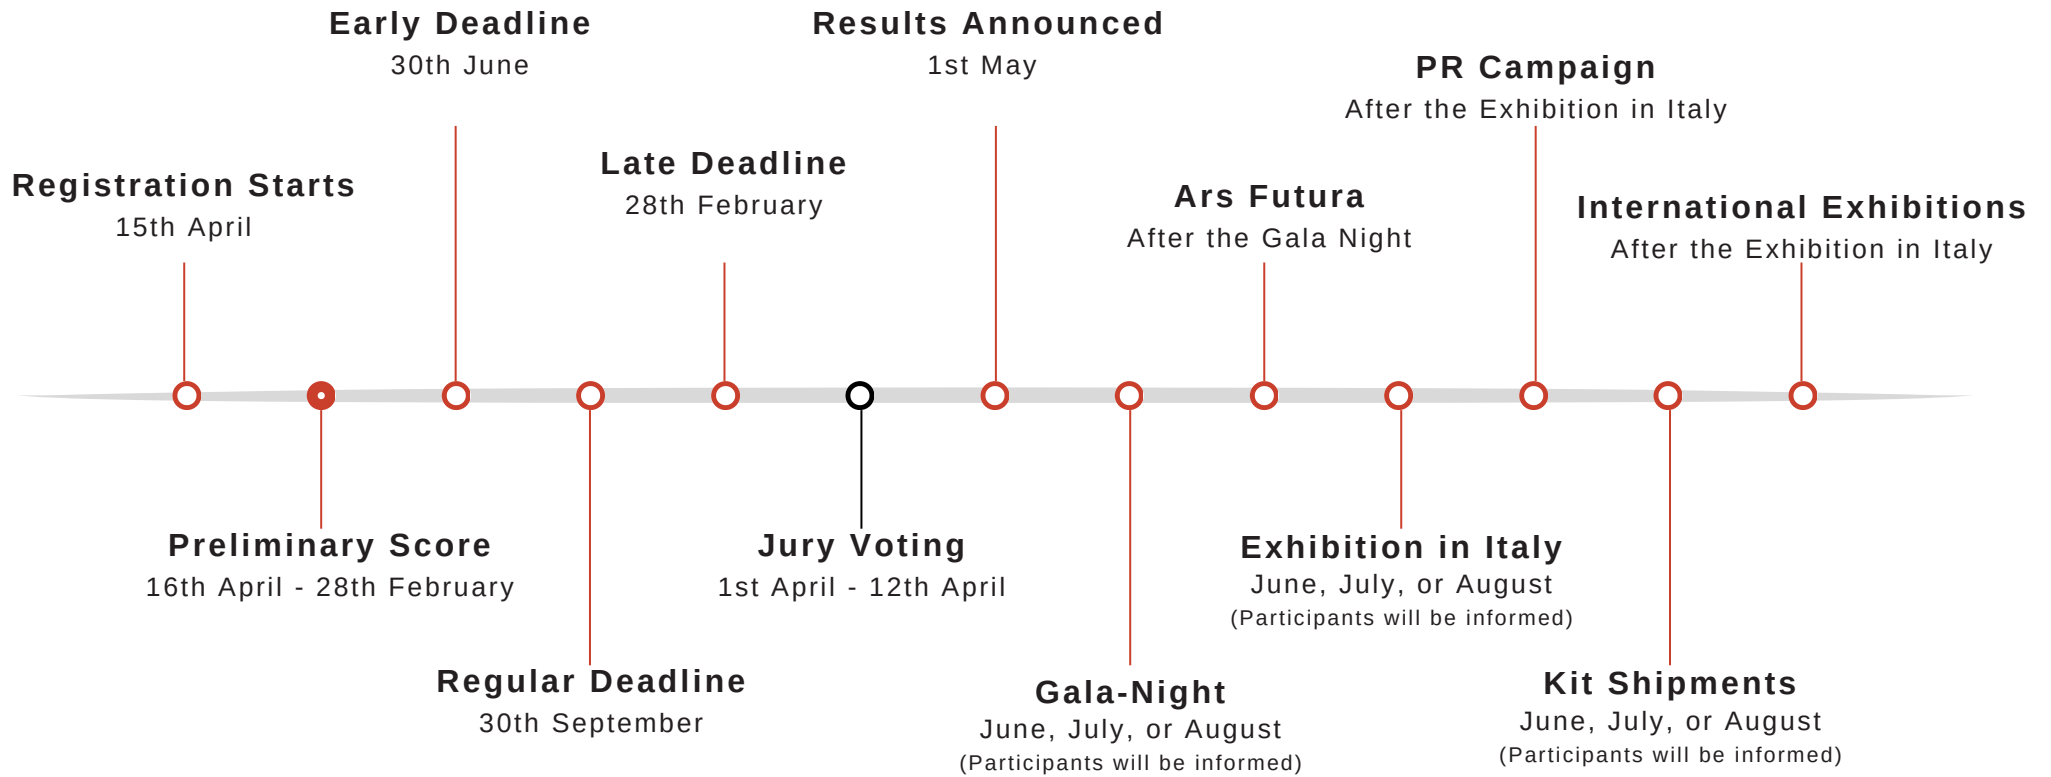 Registration Starts
15th April
Preliminary Score
16th April - 28th February
Early Deadline
30th June
Regular Deadline
30th September
Late Deadline
28th February
Jury Voting
1st April - 12th April
Results Announced
1st May
Gala-Night
June, July, or August
(Participants will be informed)
Ars Futura
After the Gala Night
Exhibition in Italy
June, July, or August
(Participants will be informed)
PR Campaign
After the Exhibition in Italy
Kit Shipments
June, July, or August
(Participants will be informed)
International Exhibitions
After the Exhibition in Italy